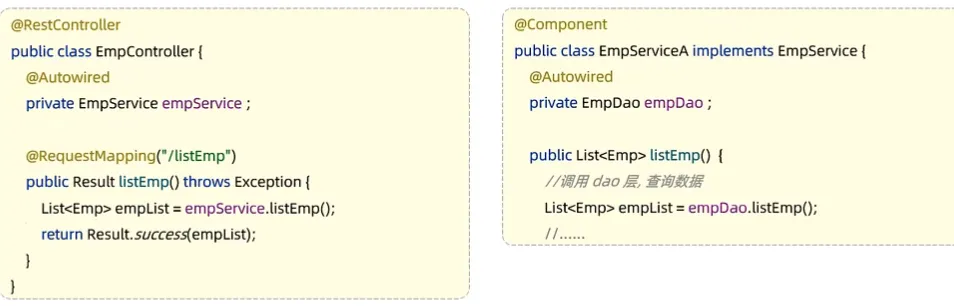 @RestController
public class EmpController {
@Autowired
private EmpService empService ;
@RequestMapping("/listEmp")
public Result listEmp() throws Exception {
List<Emp> empList = empService.listEmp();
return Result.success(empList);
}
}
@Component
public class EmpServiceA implements EmpService {
@Autowired
private EmpDao empDao ;
public List<Emp> listEmp() {
//调用 dao 层, 查询数据
List<Emp> empList = empDao.listEmp();
//......